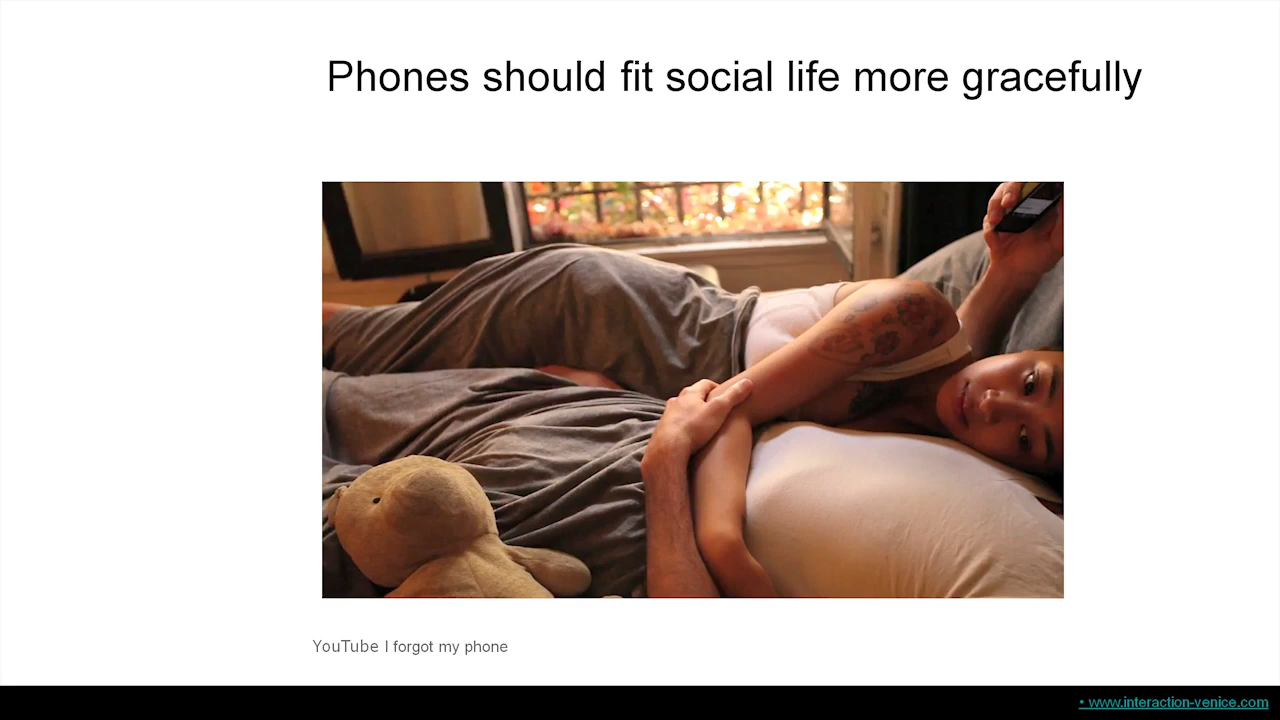 Phones should fit social life more gracefully
YouTube I forgot my phone
• www.interaction-venice.com